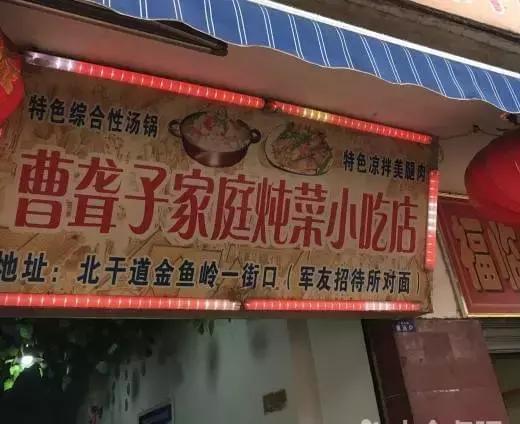 特色综合性汤锅
特色凉拌美腿肉
曹聋子家庭炖菜小吃店
地址：北干道金鱼岭一街口（军友招待所对面）
福临